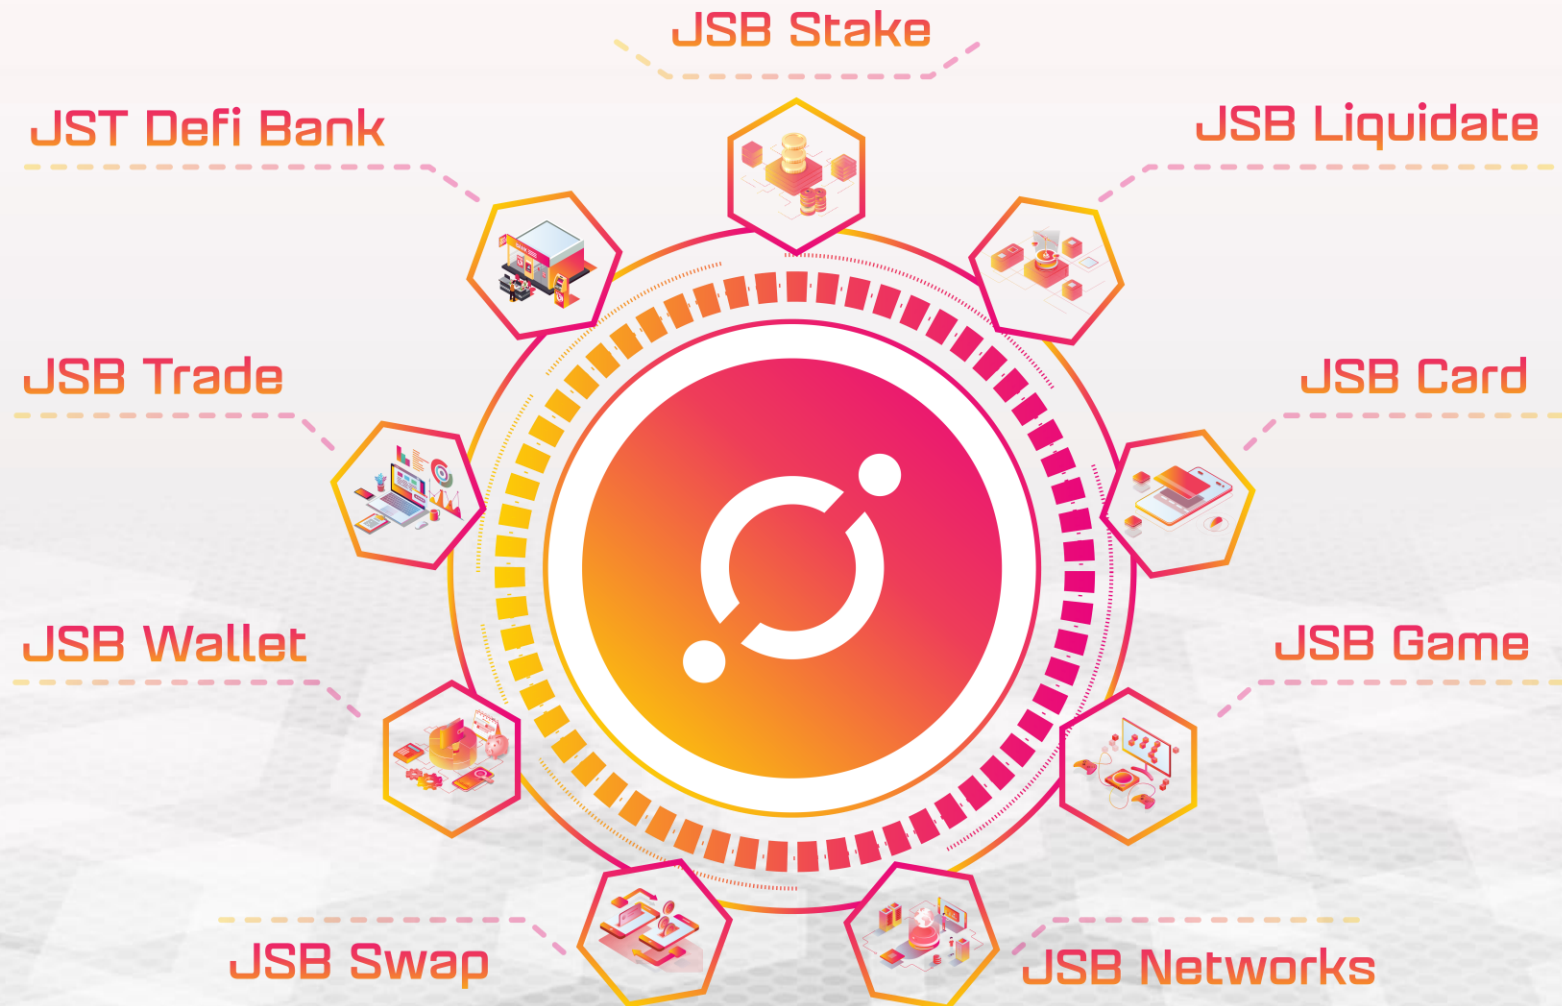 JSB Stake
JST Defi Bank
JSB Liquidate
JSB Trade
JSB Card
JSB Wallet
JSB Game
JSB Swap
JSB Networks